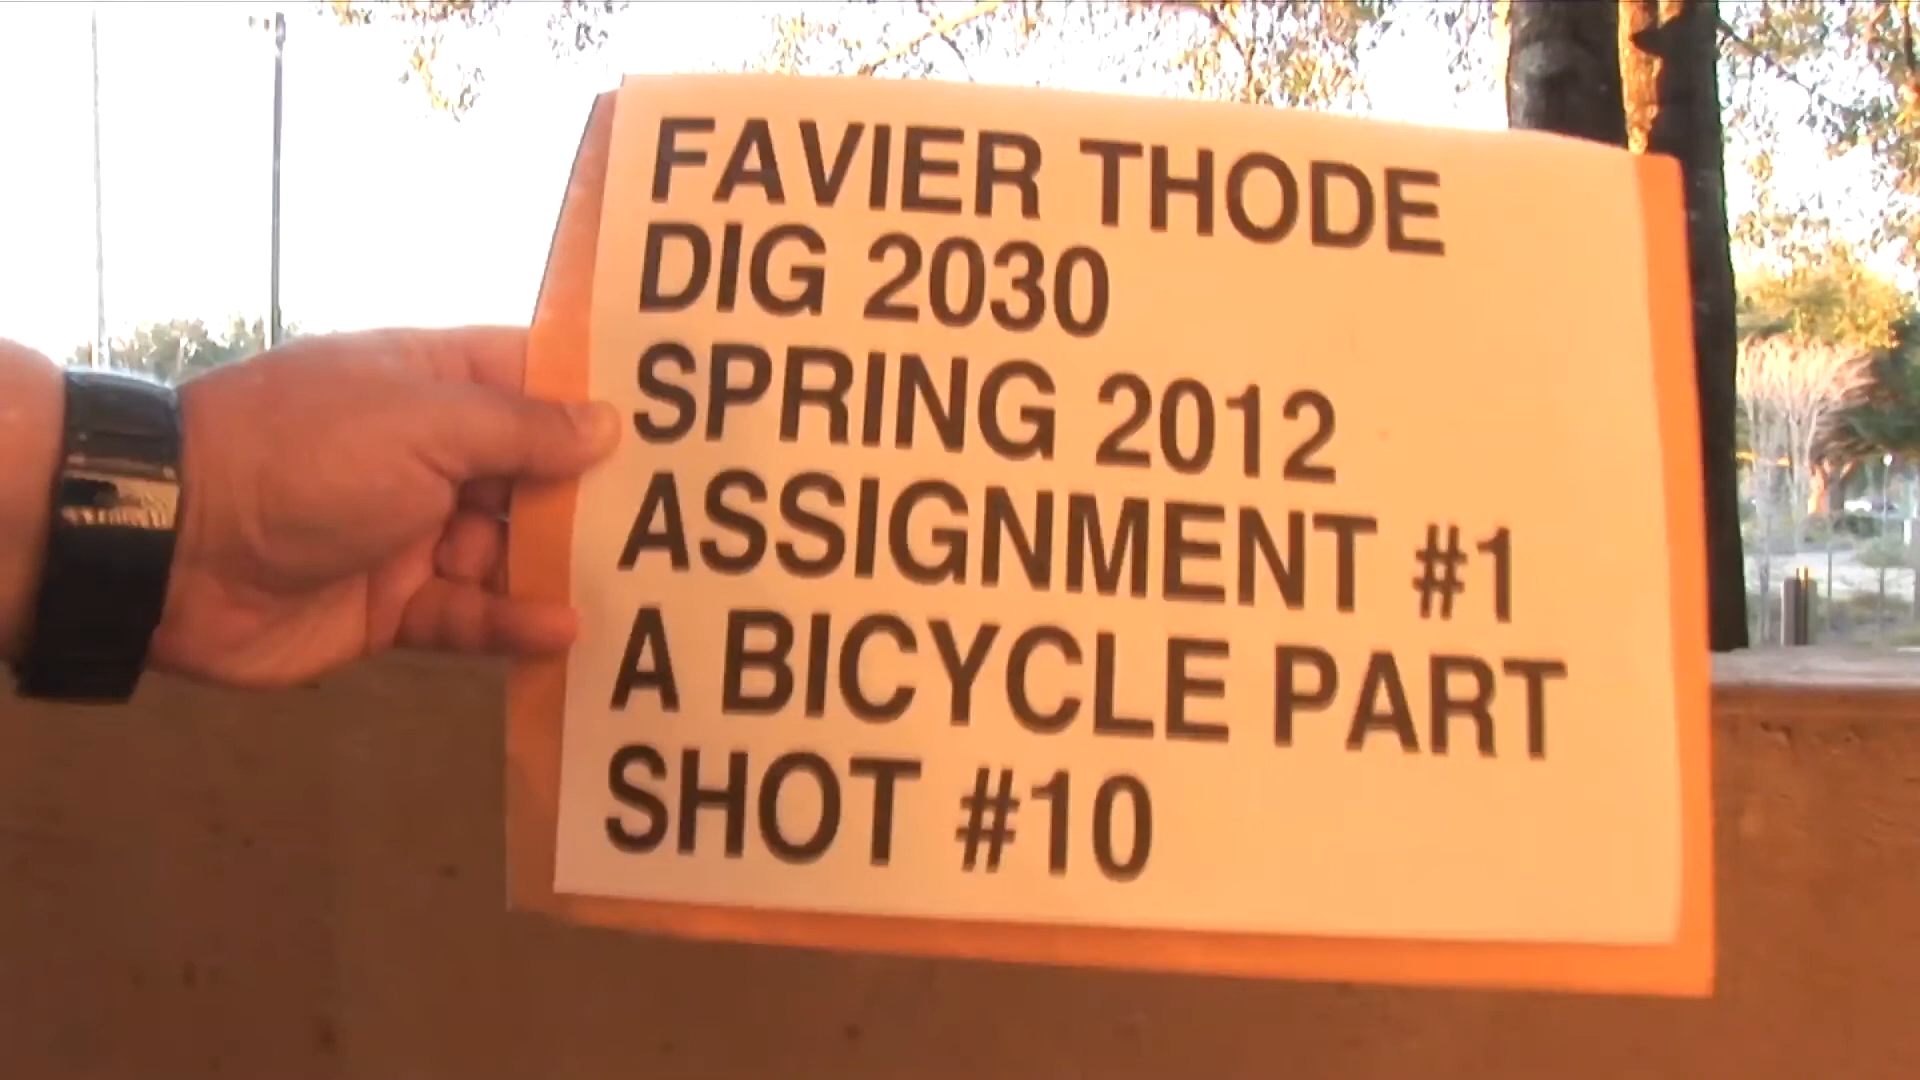 FAVIER THODE
DIG 2030
SPRING 2012
ASSIGNMENT #1
A BICYCLE PART
SHOT #10